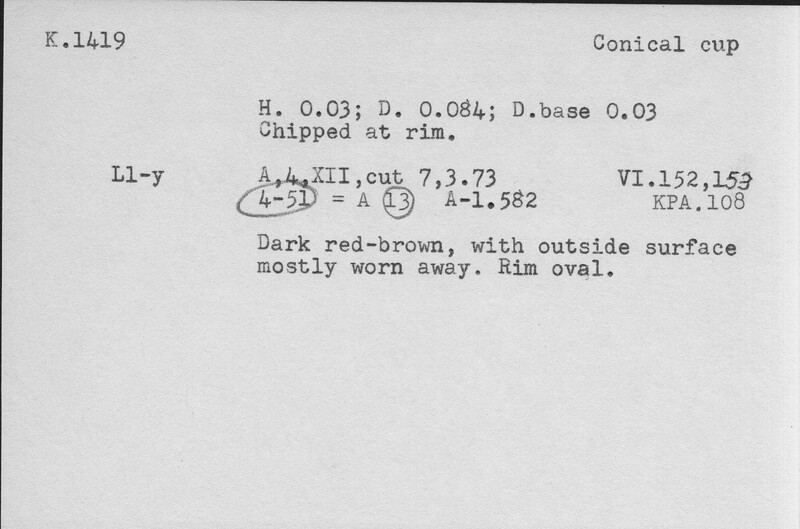 K.1419 Conical cup
H. 0.03; D. 0.084; D.base 0.03
Chipped at rim.
Ll-y A,4,XII,cut 7,3.73 VI.152,153
4-51 = A 13 A-1.582 KPA.108
Dark red-brown, with outside surface
mostly worn away. Rim oval.